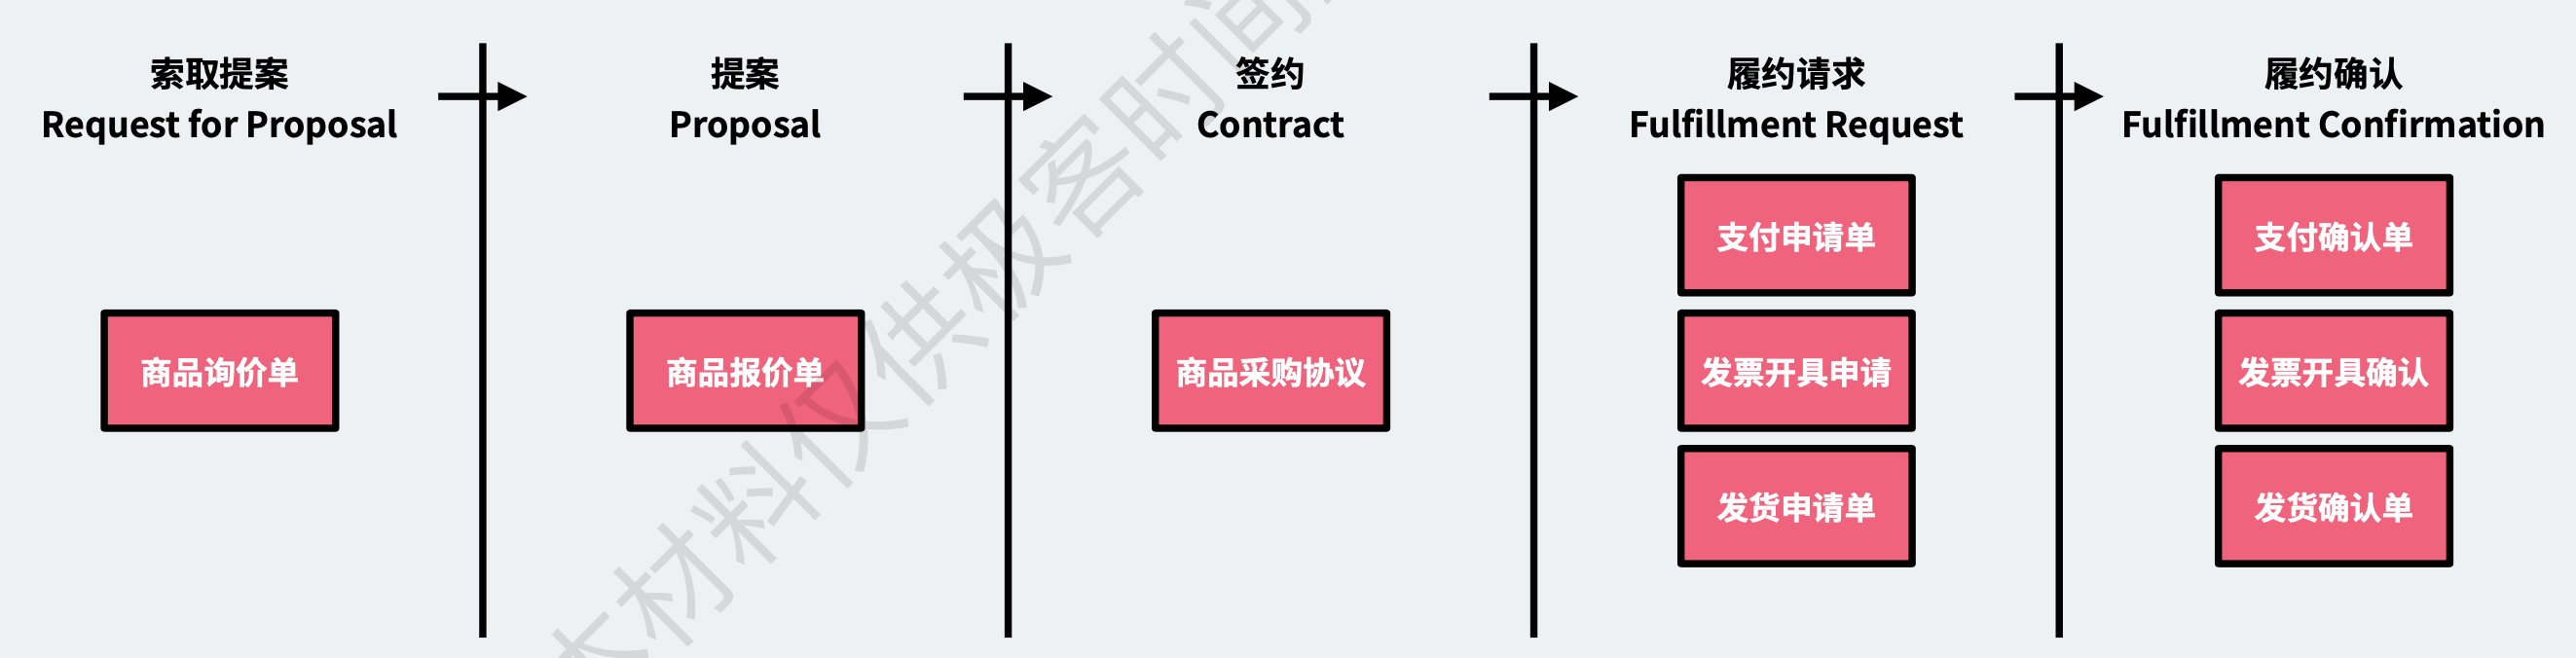 索取提案
Request for Proposal
提案
Proposal
签约
Contract
履约请求
Fulfillment Request
履约确认
Fulfillment Confirmation
商品询价单
商品报价单
商品采购协议
支付申请单
发票开具申请
发货申请单
支付确认单
发票开具确认
发货确认单
本材料仅供极客时间